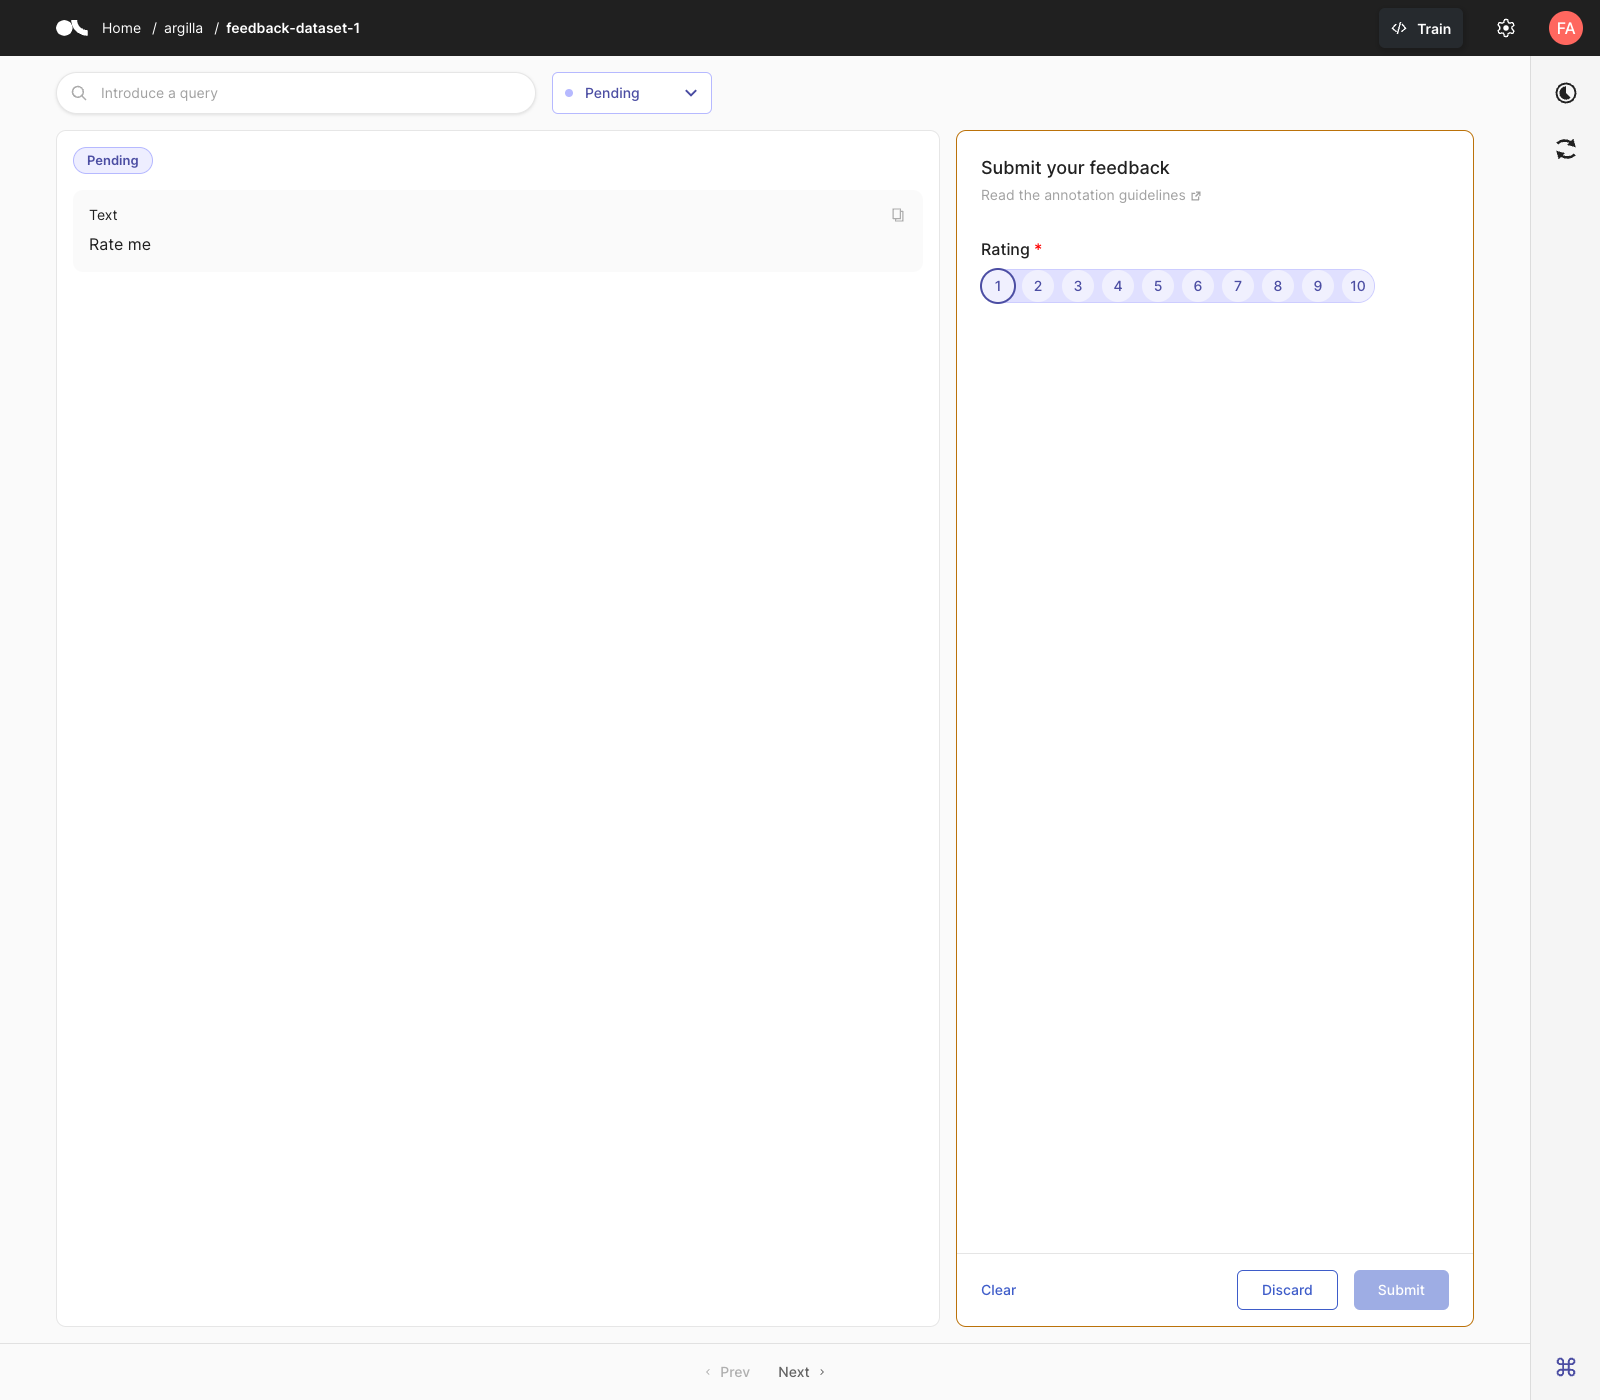 Home / argilla / feedback-dataset-1
Train
FA
Introduce a query
Pending
Pending
Text
Rate me
Submit your feedback
Read the annotation guidelines
Rating *
1 2 3 4 5 6 7 8 9 10
Clear
Discard
Submit
Prev
Next